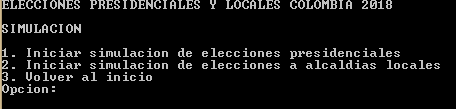 ELECCIONES PRESIDENCIALES Y LOCALES COLOMBIA 2018
SIMULACION
1. Iniciar simulacion de elecciones presidenciales
2. Iniciar simulacion de elecciones a alcaldias locales
3. Volver al inicio
Opcion: